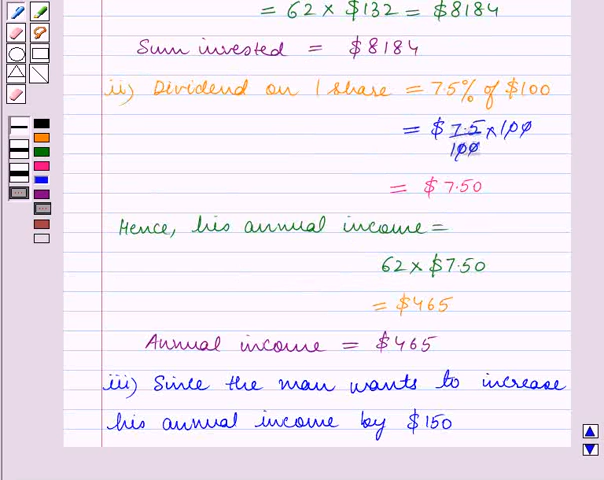 = 62 × $132 = $8184
Sum invested = $8184
ii) Dividend on 1 share = 7.5% of $100
= $ 7.5/100 × 100
= $ 7.50
Hence, his annual income =
62 × $7.50
= $465
Annual income = $465
iii) Since the man wants to increase
his annual income by $150